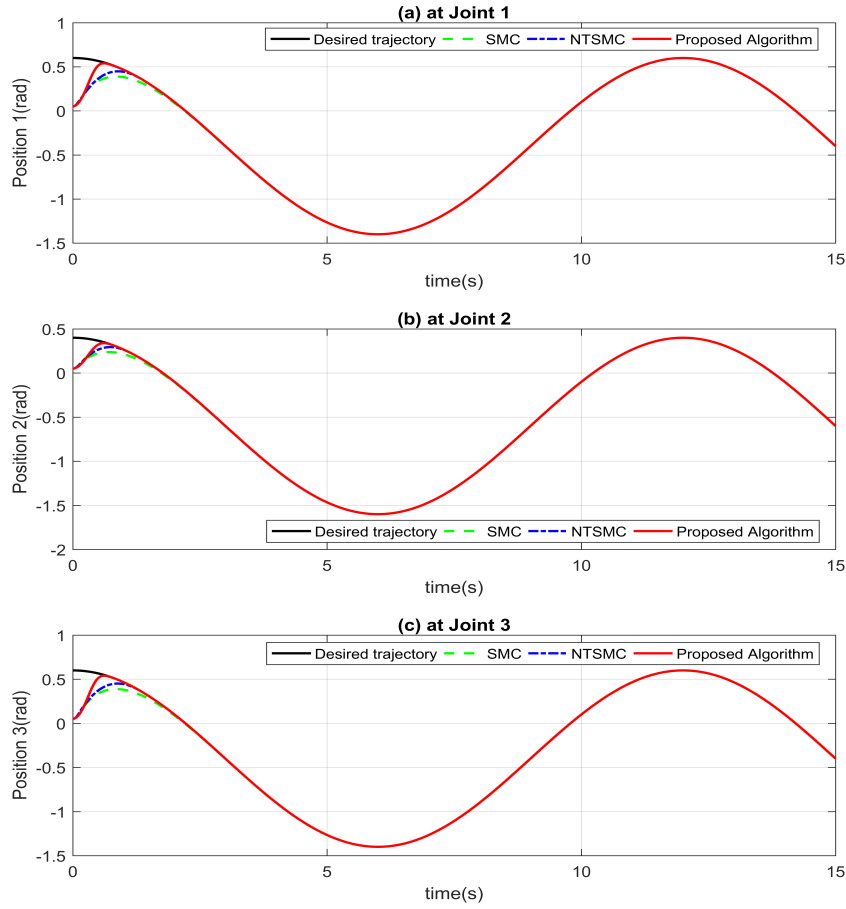 (a) at Joint 1
Desired trajectory SMC NTSMC Proposed Algorithm
Position 1(rad)
1
0.5
0
-0.5
-1
-1.5
0 5 10 15
time(s)
(b) at Joint 2
Position 2(rad)
0.5
0
-0.5
-1
-1.5
-2
Desired trajectory SMC NTSMC Proposed Algorithm
0 5 10 15
time(s)
(c) at Joint 3
Desired trajectory SMC NTSMC Proposed Algorithm
Position 3(rad)
1
0.5
0
-0.5
-1
-1.5
0 5 10 15
time(s)